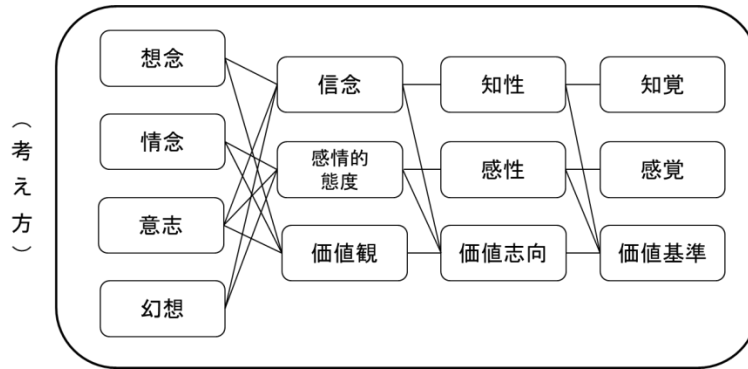 （考え方）
想念
情念
意志
幻想
信念
感情的
態度
価値観
知性
感性
価値志向
知覚
感覚
価値基準